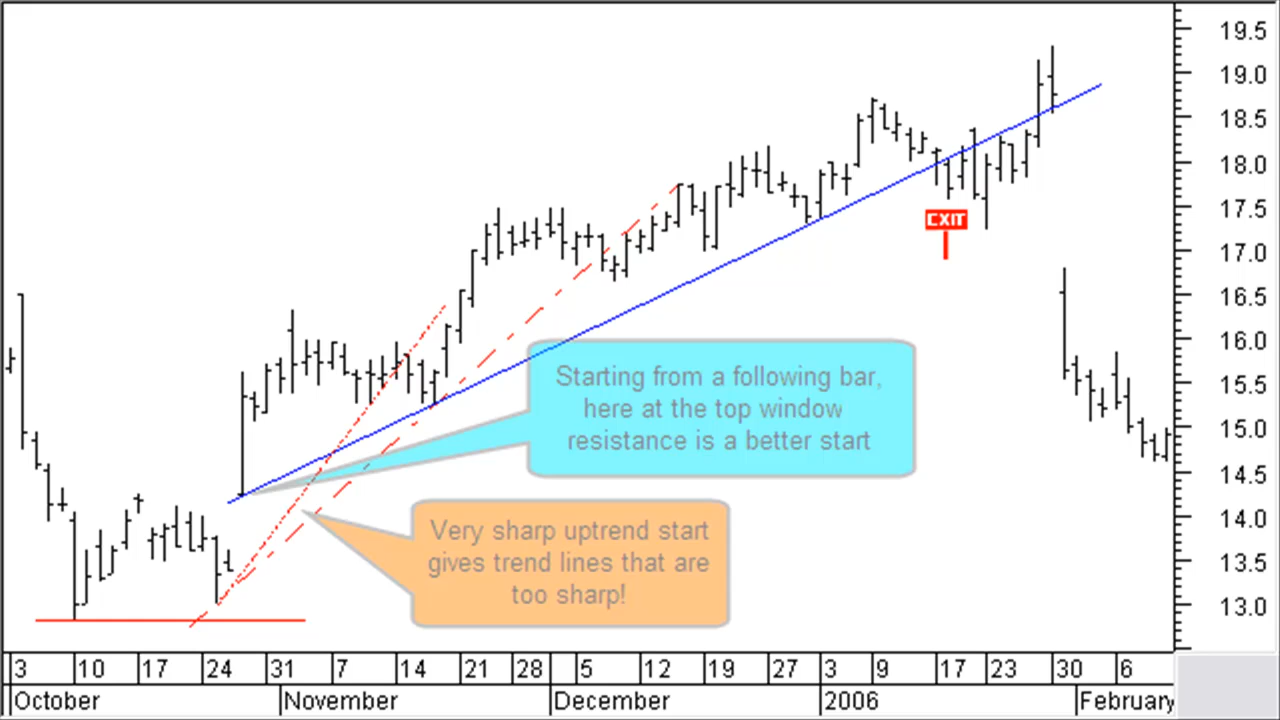 19.5
19.0
18.5
18.0
17.5
17.0
16.5
16.0
15.5
15.0
14.5
14.0
13.5
13.0
EXIT
Starting from a following bar,
here at the top window
resistance is a better start
Very sharp uptrend start
gives trend lines that are
too sharp!
3 10 17 24 31 7 14 21 28 5 12 19 27 3 9 17 23 30 6
October November December 2006 February